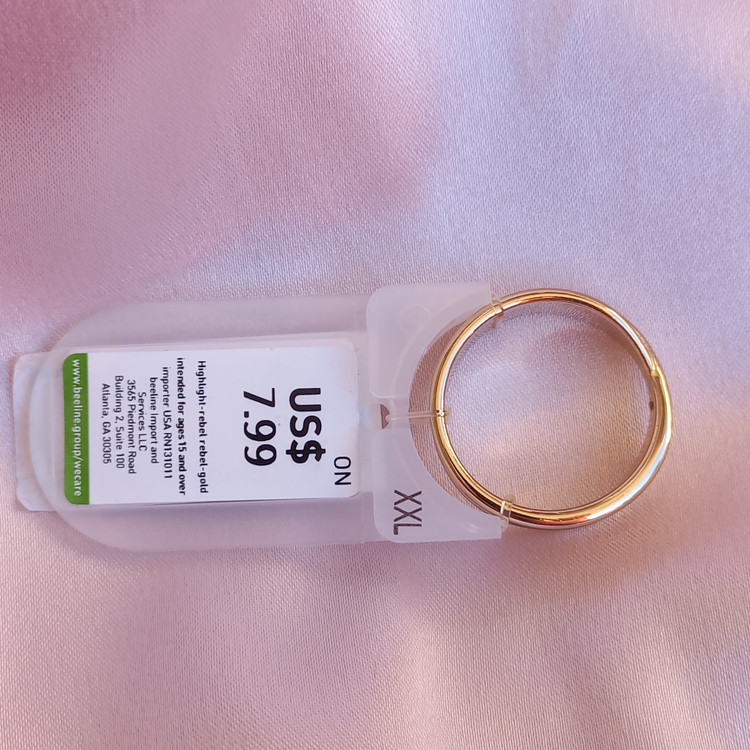 XXL
ON
US$
7.99
Highlught-rebel rebel-gold
intended for ages 15 and over
importer USA RN131011
beeline import and
Services LLC
3565 Piedmont Road
Building 2, Suite 100
Atlanta, GA 30305
www.beeline.group/wecare